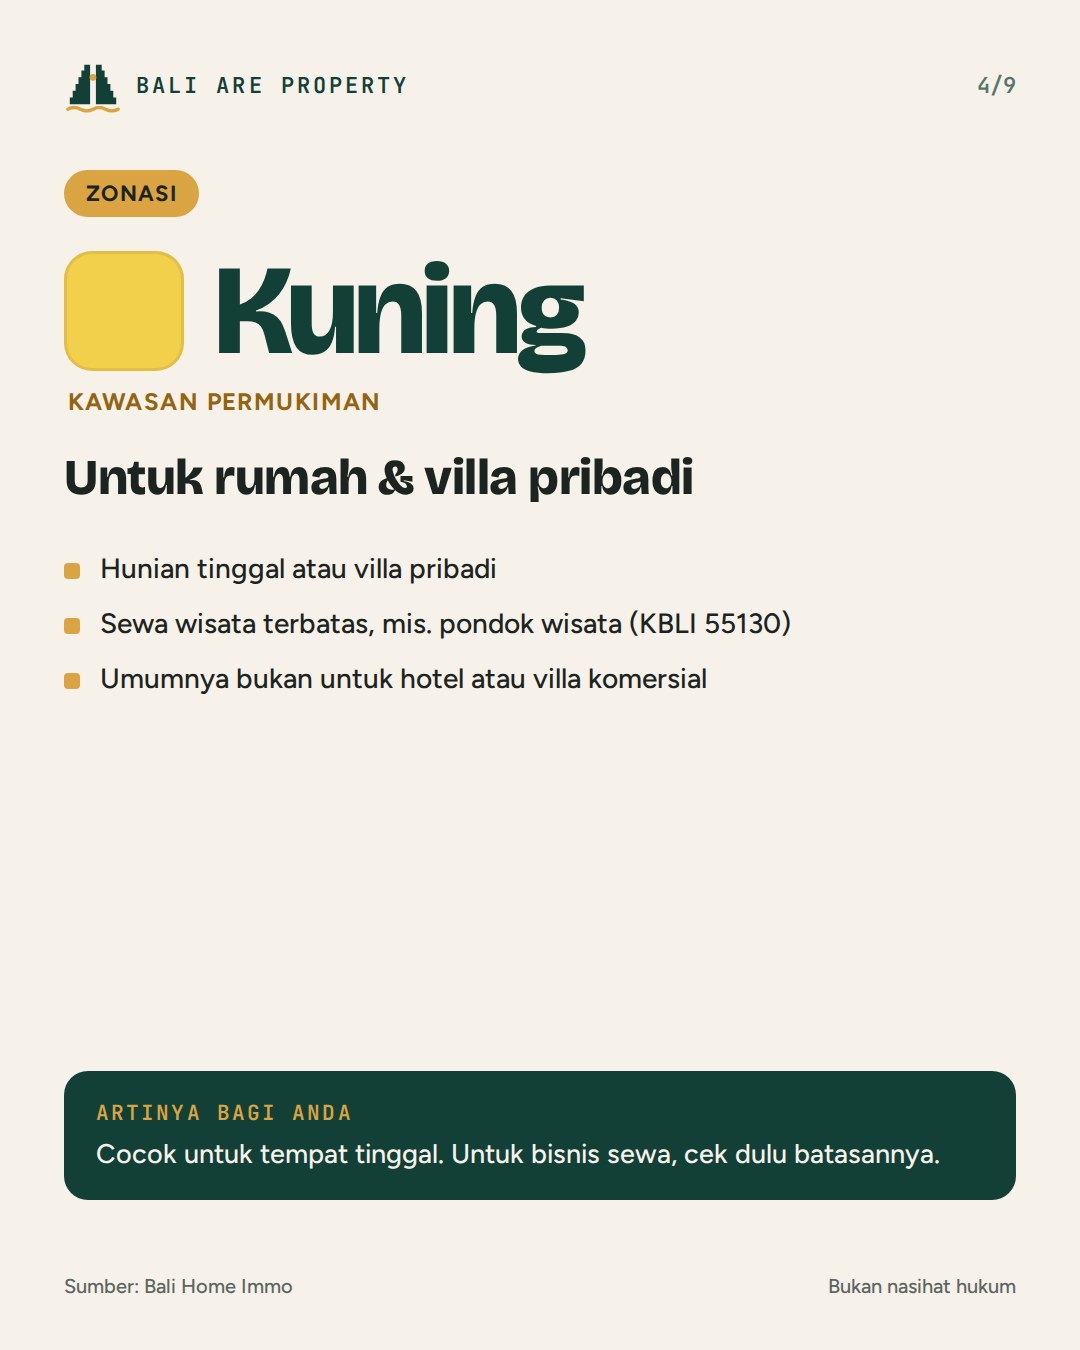 BALI ARE PROPERTY
4/9
ZONASI
Kuning
KAWASAN PERMUKIMAN
Untuk rumah & villa pribadi
Hunian tinggal atau villa pribadi
Sewa wisata terbatas, mis. pondok wisata (KBLI 55130)
Umumnya bukan untuk hotel atau villa komersial
ARTINYA BAGI ANDA
Cocok untuk tempat tinggal. Untuk bisnis sewa, cek dulu batasannya.
Sumber: Bali Home Immo
Bukan nasihat hukum